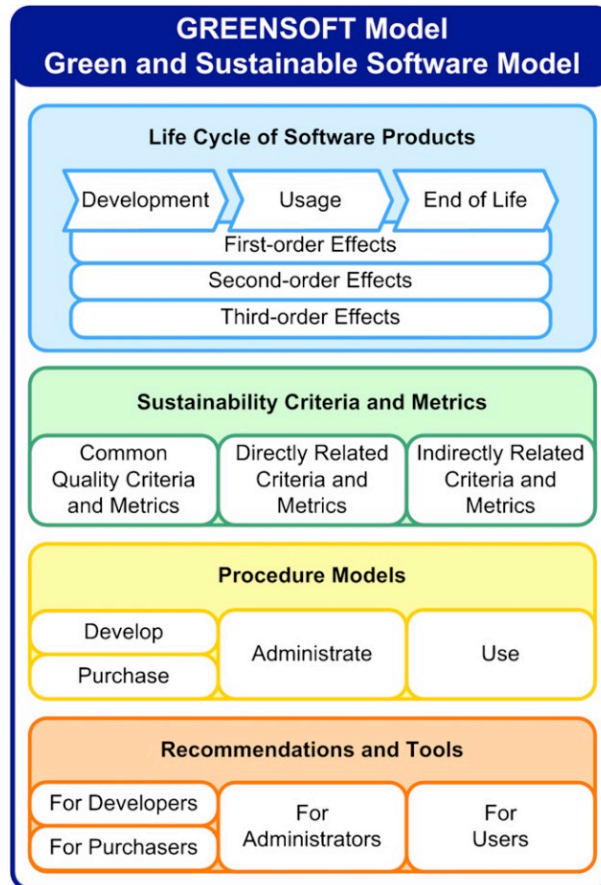 GREENSOFT Model
Green and Sustainable Software Model
Life Cycle of Software Products
Development
Usage
End of Life
First-order Effects
Second-order Effects
Third-order Effects
Sustainability Criteria and Metrics
Common
Quality Criteria
and Metrics
Directly Related
Criteria and
Metrics
Indirectly Related
Criteria and
Metrics
Procedure Models
Develop
Purchase
Administrate
Use
Recommendations and Tools
For Developers
For Purchasers
For
Administrators
For
Users